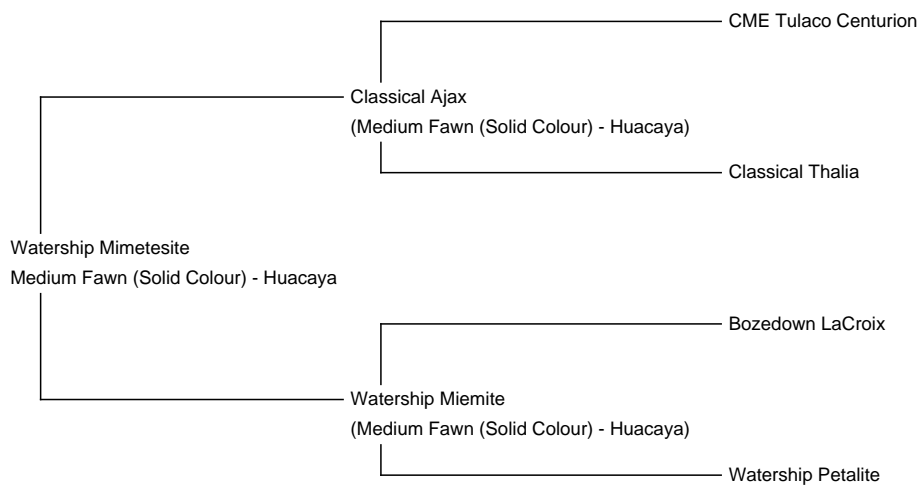 CME Tulaco Centurion
Classical Ajax
(Medium Fawn (Solid Colour) - Huacaya)
Classical Thalia
Watership Mimetesite
Medium Fawn (Solid Colour) - Huacaya
Bozedown LaCroix
Watership Miemite
(Medium Fawn (Solid Colour) - Huacaya)
Watership Petalite